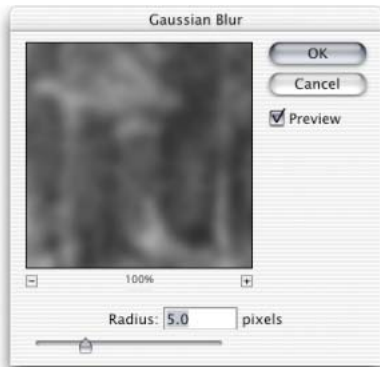 Gaussian Blur
OK
Cancel
Preview
100%
Radius: 5.0 pixels